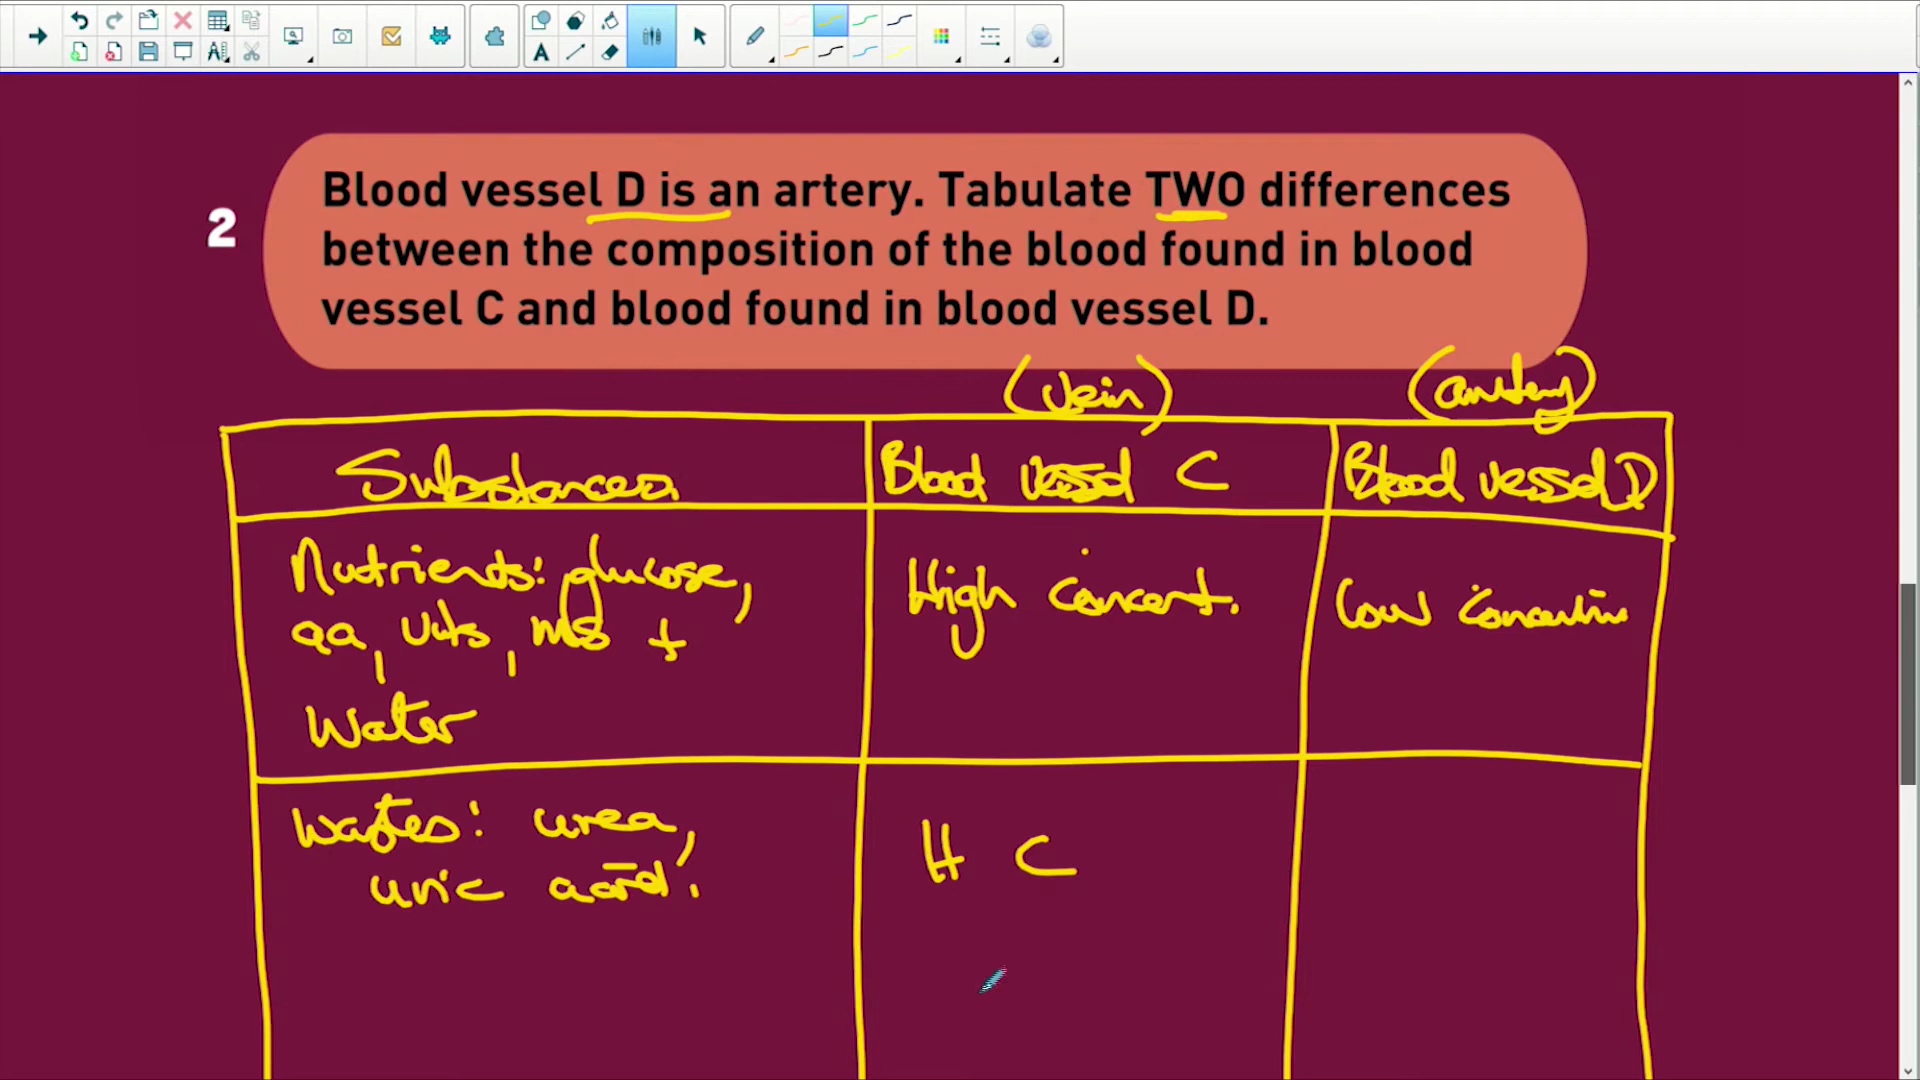 2
Blood vessel D is an artery. Tabulate TWO differences
between the composition of the blood found in blood
vessel C and blood found in blood vessel D.
(vein) (artery)
Substances Blood vessel C Blood vessel D
Nutrients: glucose, High concent. Low
aa, Vits, MS +
Water
Wastes: urea, H C
uric acid.